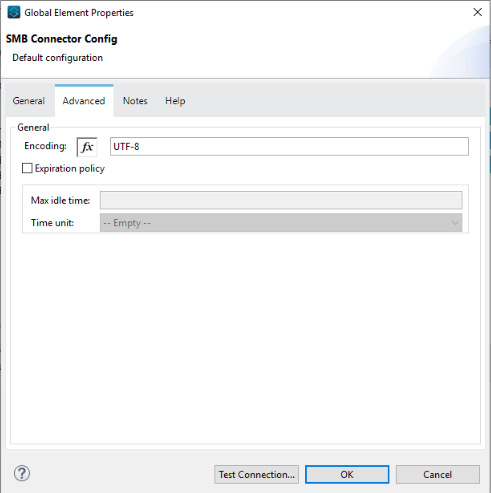 Global Element Properties
SMB Connector Config
Default configuration
General
Advanced
Notes
Help
General
Encoding:
fx
UTF-8
Expiration policy
Max idle time:
Time unit:
-- Empty --
?
Test Connection...
OK
Cancel